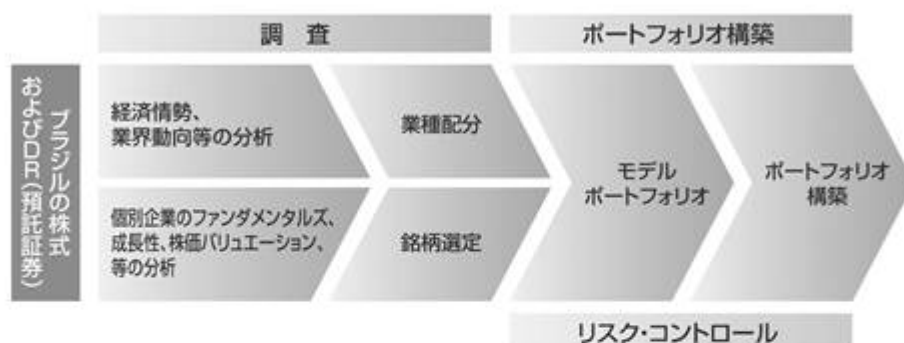 調 査
ポートフォリオ構築
ブラジルの株式
およびDR(預託証券)
経済情勢、
業界動向等の分析
業種配分
個別企業のファンダメンタルズ、
成長性、株価バリュエーション、
等の分析
銘柄選定
モデル
ポートフォリオ
ポートフォリオ
構築
リスク・コントロール